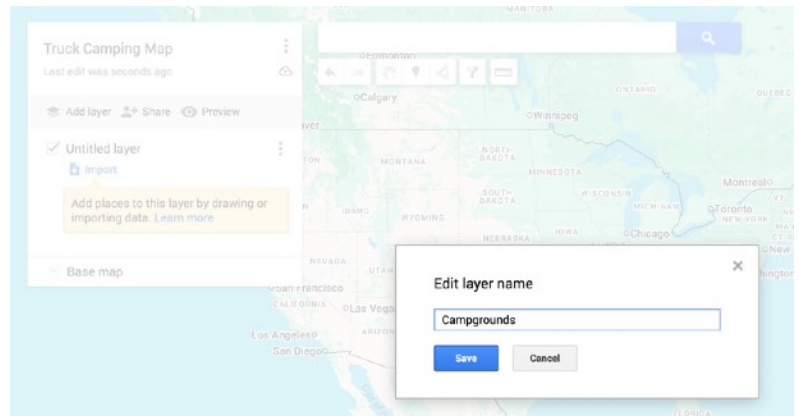 MANITOBA
Truck Camping Map
Last edit was seconds ago
Edmonton
ONTARIO
QUEBEC
Calgary
Add layer Share Preview
Winnipeg
Untitled layer
NORTH
DAKOTA
MONTANA
Import
MINNESOTA
Montreal
SOUTH
DAKOTA
WISCONSIN
MICHIGAN
VT
Toronto
NEW YORK
Add places to this layer by drawing or
importing data. Learn more
IDAHO
WYOMING
IOWA
Chicago
NEBRASKA
Base map
NEVADA
UTAH
San Francisco
CALIFORNIA
Las Vega
Los Angeles
ARIZON
San Diego
Edit layer name
Campgrounds
Save Cancel